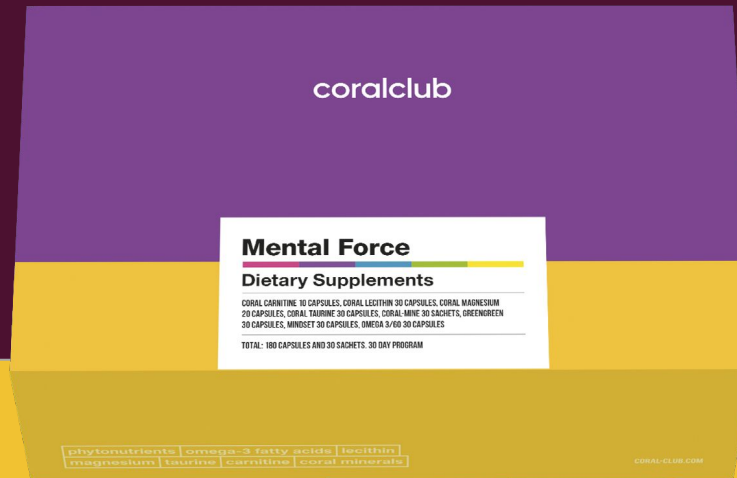 coralclub
Mental Force
Dietary Supplements
CORAL CARNITINE 10 CAPSULES, CORAL LECITHIN 30 CAPSULES, CORAL MAGNESIUM
20 CAPSULES, CORAL TAURINE 30 CAPSULES, CORAL-MINE 30 SACHETS, GREENGREEN
30 CAPSULES, MINDSET 30 CAPSULES, OMEGA 3/60 30 CAPSULES
TOTAL: 180 CAPSULES AND 30 SACHETS. 30 DAY PROGRAM
phytonutrients omega-3 fatty acids lecithin
magnesium taurine carnitine coral minerals
CORAL-CLUB.COM